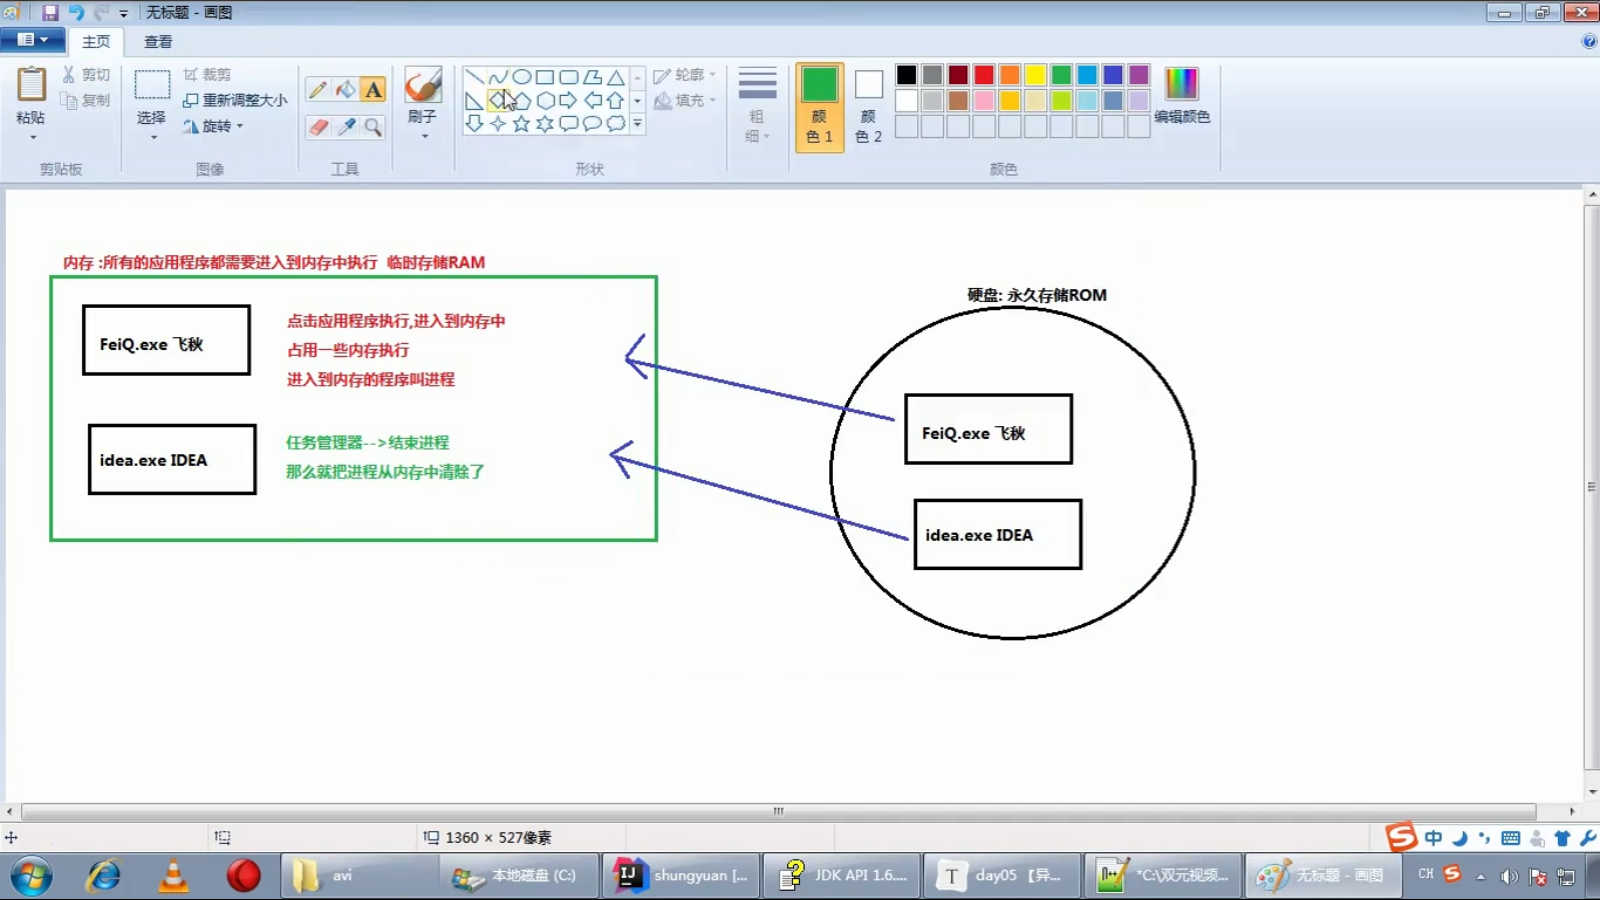 无标题 - 画图
主页
查看
粘贴
剪切
复制
剪贴板
选择
裁剪
重新调整大小
旋转
图像
A
工具
刷子
轮廓
填充
形状
粗
细
颜
色 1
颜
色 2
编辑颜色
颜色
内存 :所有的应用程序都需要进入到内存中执行  临时存储RAM
FeiQ.exe 飞秋
点击应用程序执行,进入到内存中
占用一些内存执行
进入到内存的程序叫进程
idea.exe IDEA
任务管理器-->结束进程
那么就把进程从内存中清除了
硬盘: 永久存储ROM
FeiQ.exe 飞秋
idea.exe IDEA
1360 × 527像素
S 中
avi
本地磁盘 (C:)
IJ
shungyuan [...
JDK API 1.6....
T
day05 【异...
*C:\双元视频...
无标题 - 画图
CH S